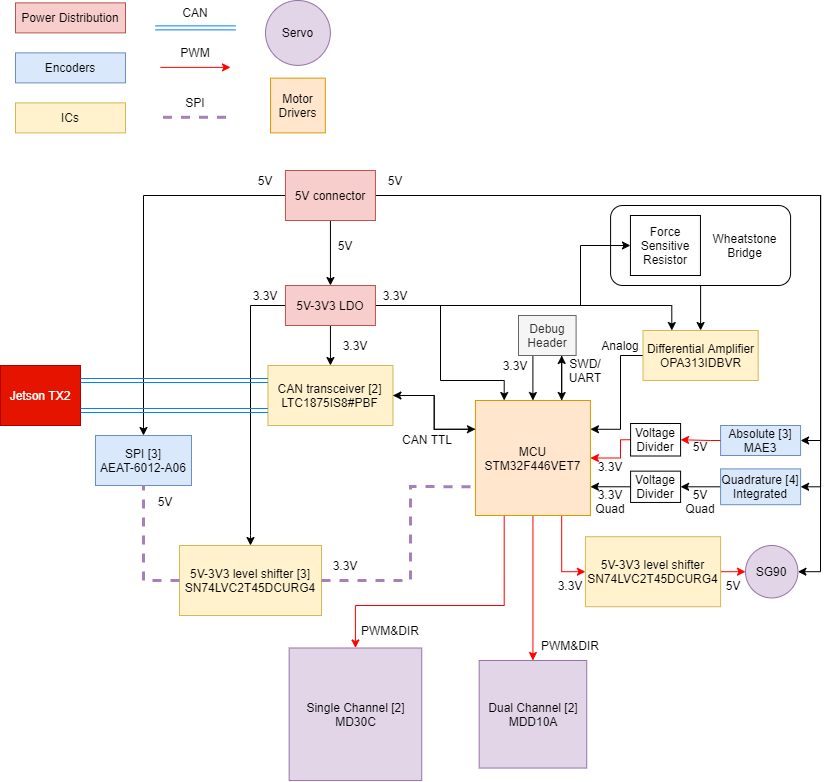 Power Distribution
CAN
Servo
PWM
Encoders
SPI
Motor
Drivers
ICs
5V
5V connector
5V
5V
Force
Sensitive
Resistor
Wheatstone
Bridge
3.3V
5V-3V3 LDO
3.3V
3.3V
Debug
Header
Analog
Differential Amplifier
OPA313IDBVR
3.3V
SWD/
UART
Jetson TX2
CAN transceiver [2]
LTC1875IS8#PBF
CAN TTL
MCU
STM32F446VET7
Voltage
Divider
Absolute [3]
MAE3
3.3V
5V
SPI [3]
AEAT-6012-A06
Voltage
Divider
Quadrature [4]
Integrated
3.3V
Quad
5V
Quad
5V
5V-3V3 level shifter [3]
SN74LVC2T45DCURG4
3.3V
5V-3V3 level shifter
SN74LVC2T45DCURG4
3.3V
5V
SG90
PWM&DIR
PWM&DIR
Single Channel [2]
MD30C
Dual Channel [2]
MDD10A